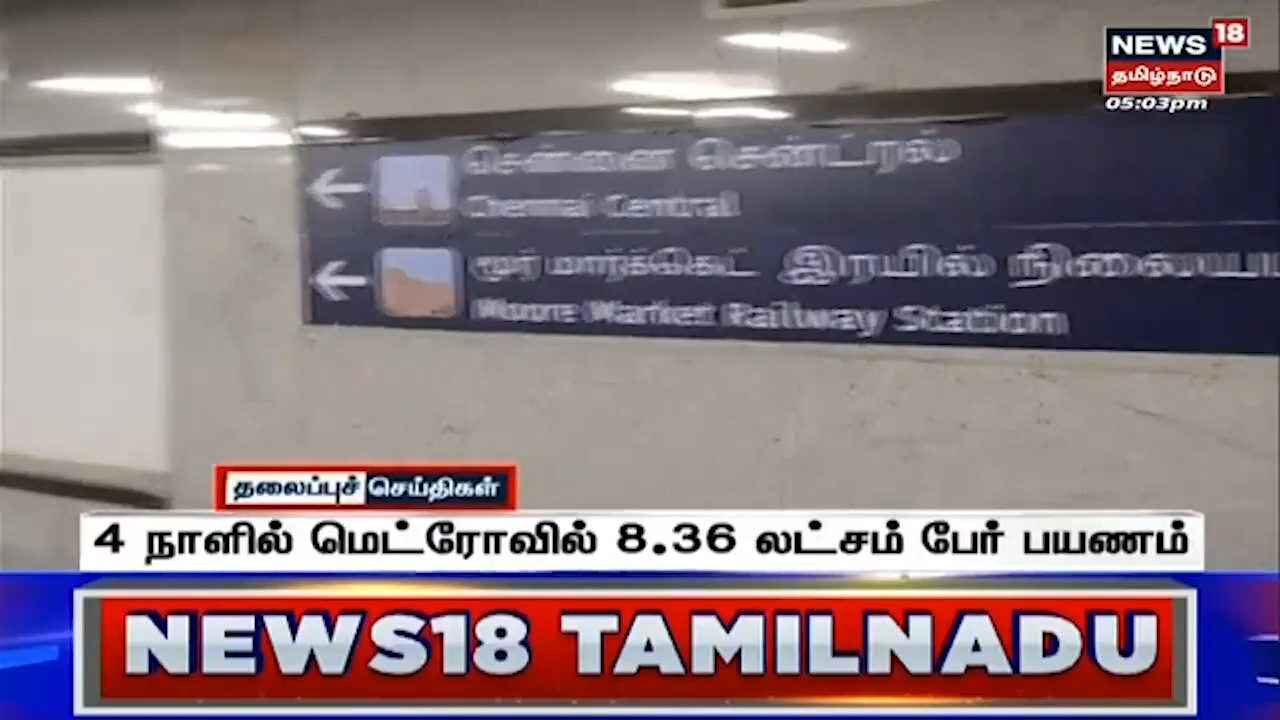 NEWS 18
தமிழ்நாடு
05:03pm
சென்னை சென்ட்ரல்
Chennai Central
மூர் மார்க்கெட் இரயில்
Moore Market Railway Station
தலைப்புச் செய்திகள்
4 நாளில் மெட்ரோவில் 8.36 லட்சம் பேர் பயணம்
NEWS18 TAMILNADU